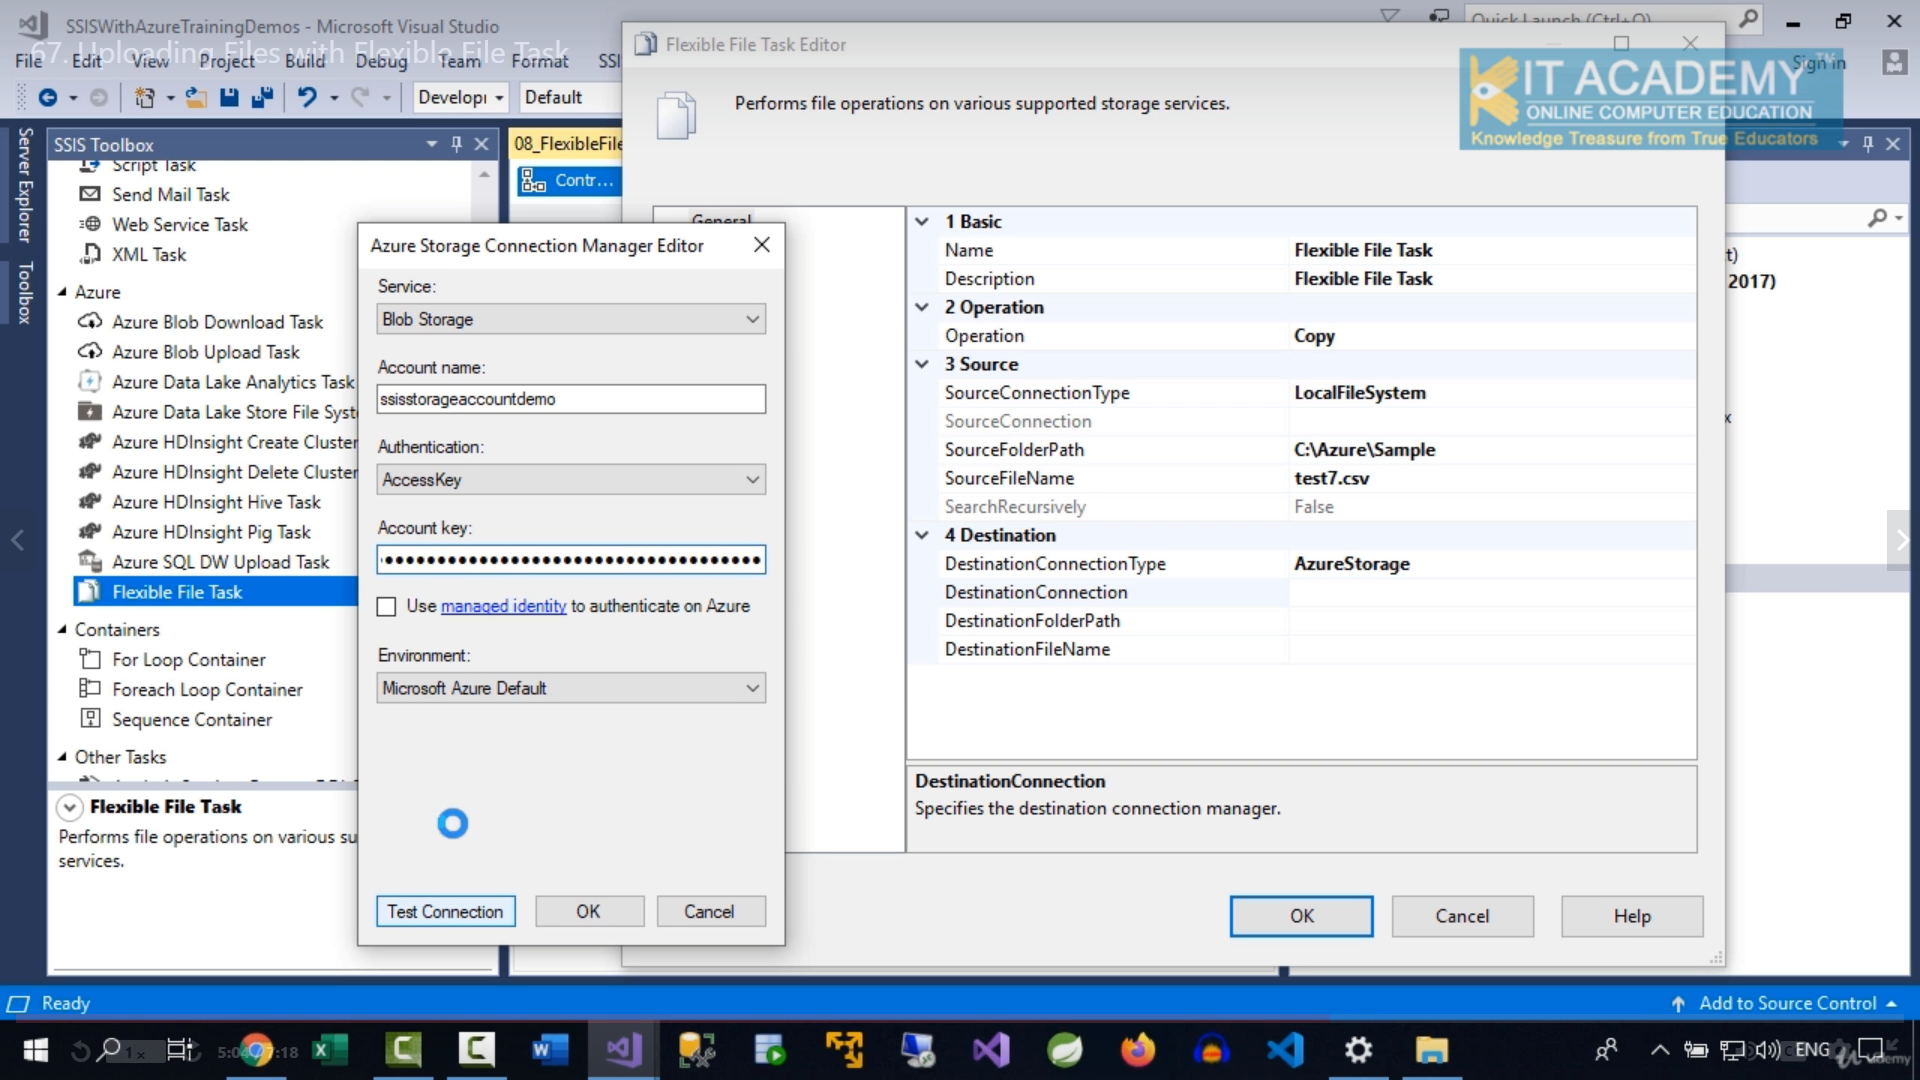 SSISWithAzureTrainingDemos - Microsoft Visual Studio
67. Uploading Files with Flexible File Task
File Edit View Project Build Debug Team Format SSI
Quick Launch (Ctrl+Q)
Sign in
Develop
Default
Server Explorer
Toolbox
SSIS Toolbox
Script Task
Send Mail Task
Web Service Task
XML Task
Azure
Azure Blob Download Task
Azure Blob Upload Task
Azure Data Lake Analytics Task
Azure Data Lake Store File Syst
Azure HDInsight Create Cluster
Azure HDInsight Delete Cluster
Azure HDInsight Hive Task
Azure HDInsight Pig Task
Azure SQL DW Upload Task
Flexible File Task
Containers
For Loop Container
Foreach Loop Container
Sequence Container
Other Tasks
Flexible File Task
Performs file operations on various su
services.
08_FlexibleFile
Contr...
Azure Storage Connection Manager Editor
Service:
Blob Storage
Account name:
ssisstorageaccountdemo
Authentication:
AccessKey
Account key:
Use managed identity to authenticate on Azure
Environment:
Microsoft Azure Default
Test Connection
OK
Cancel
Flexible File Task Editor
Performs file operations on various supported storage services.
General
1 Basic
Name Flexible File Task
Description Flexible File Task
2 Operation
Operation Copy
3 Source
SourceConnectionType LocalFileSystem
SourceConnection
SourceFolderPath C:\Azure\Sample
SourceFileName test7.csv
SearchRecursively False
4 Destination
DestinationConnectionType AzureStorage
DestinationConnection
DestinationFolderPath
DestinationFileName
DestinationConnection
Specifies the destination connection manager.
OK
Cancel
Help
KIT ACADEMY™
ONLINE COMPUTER EDUCATION
Knowledge Treasure from True Educators
t)
2017)
x
Ready
Add to Source Control
1x
5:04 / 7:18
ENG
udemy